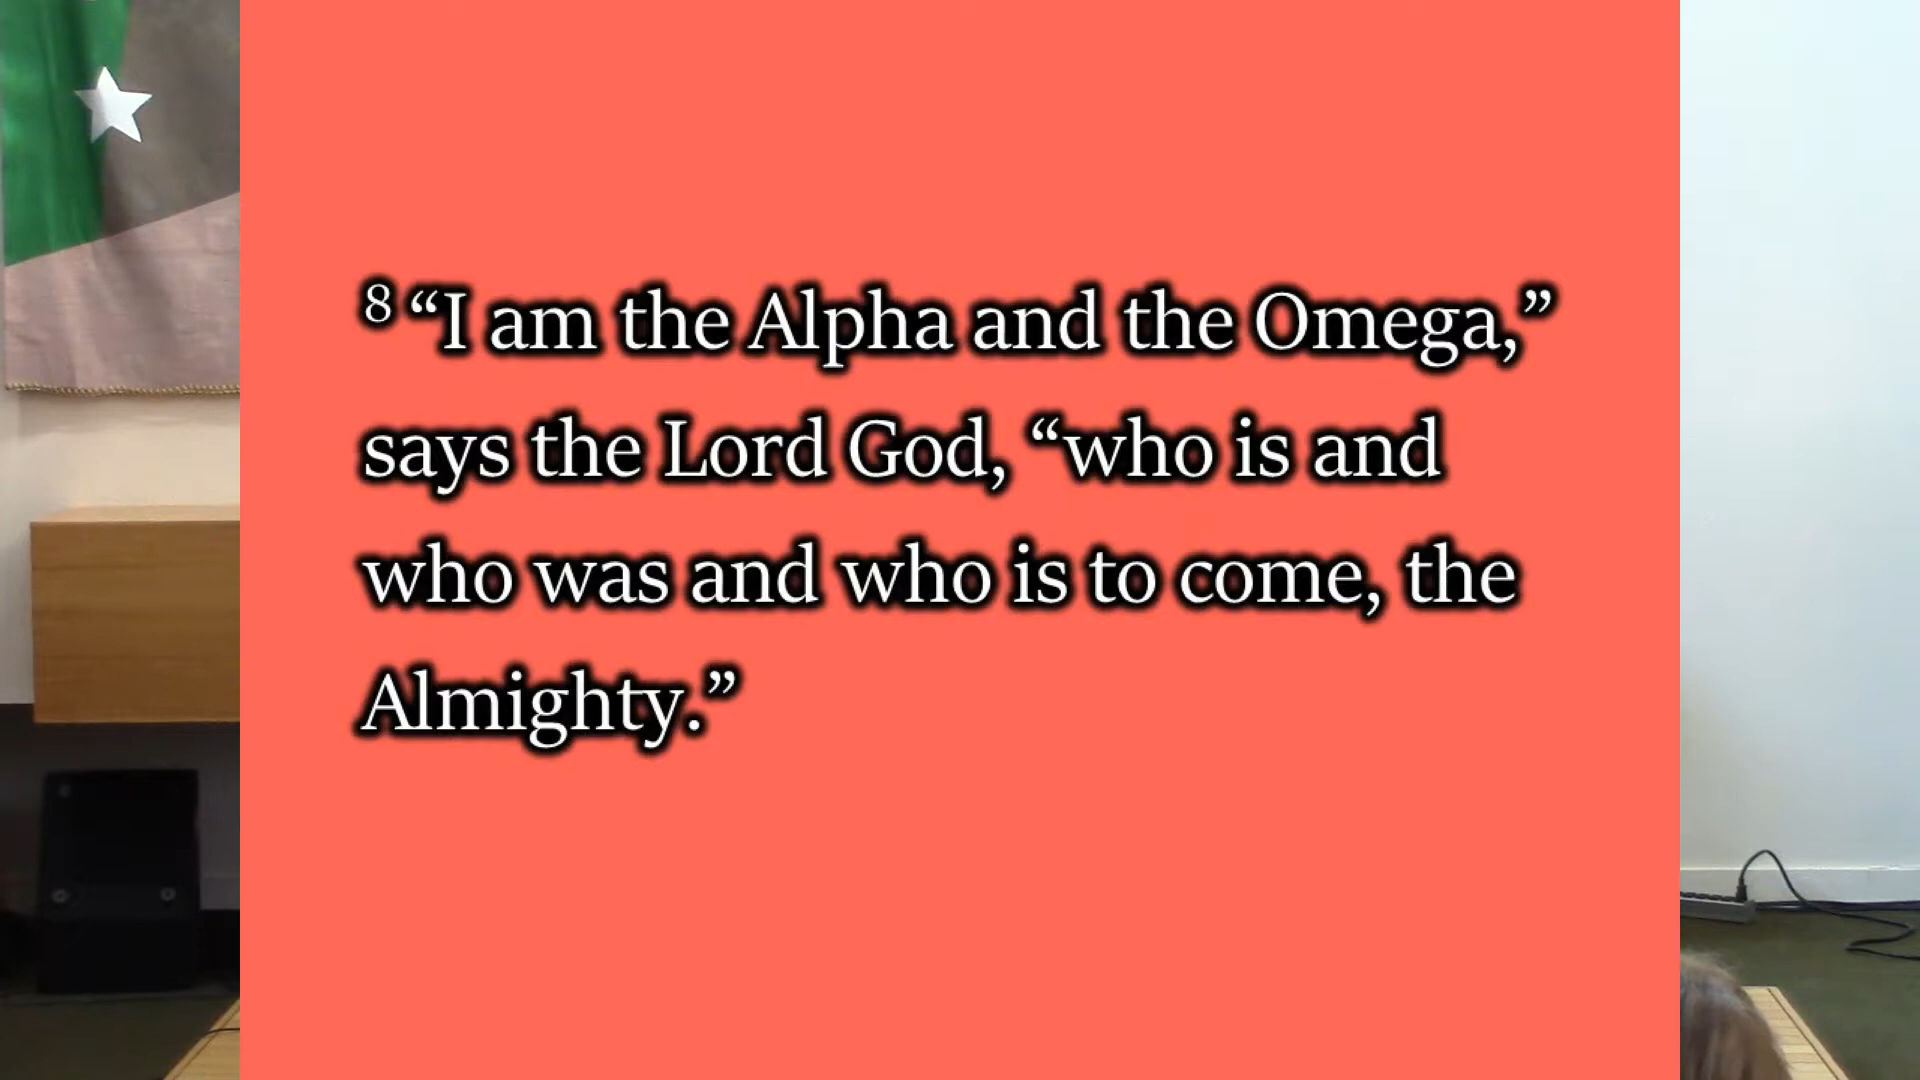 8 “I am the Alpha and the Omega,”
says the Lord God, “who is and
who was and who is to come, the
Almighty.”